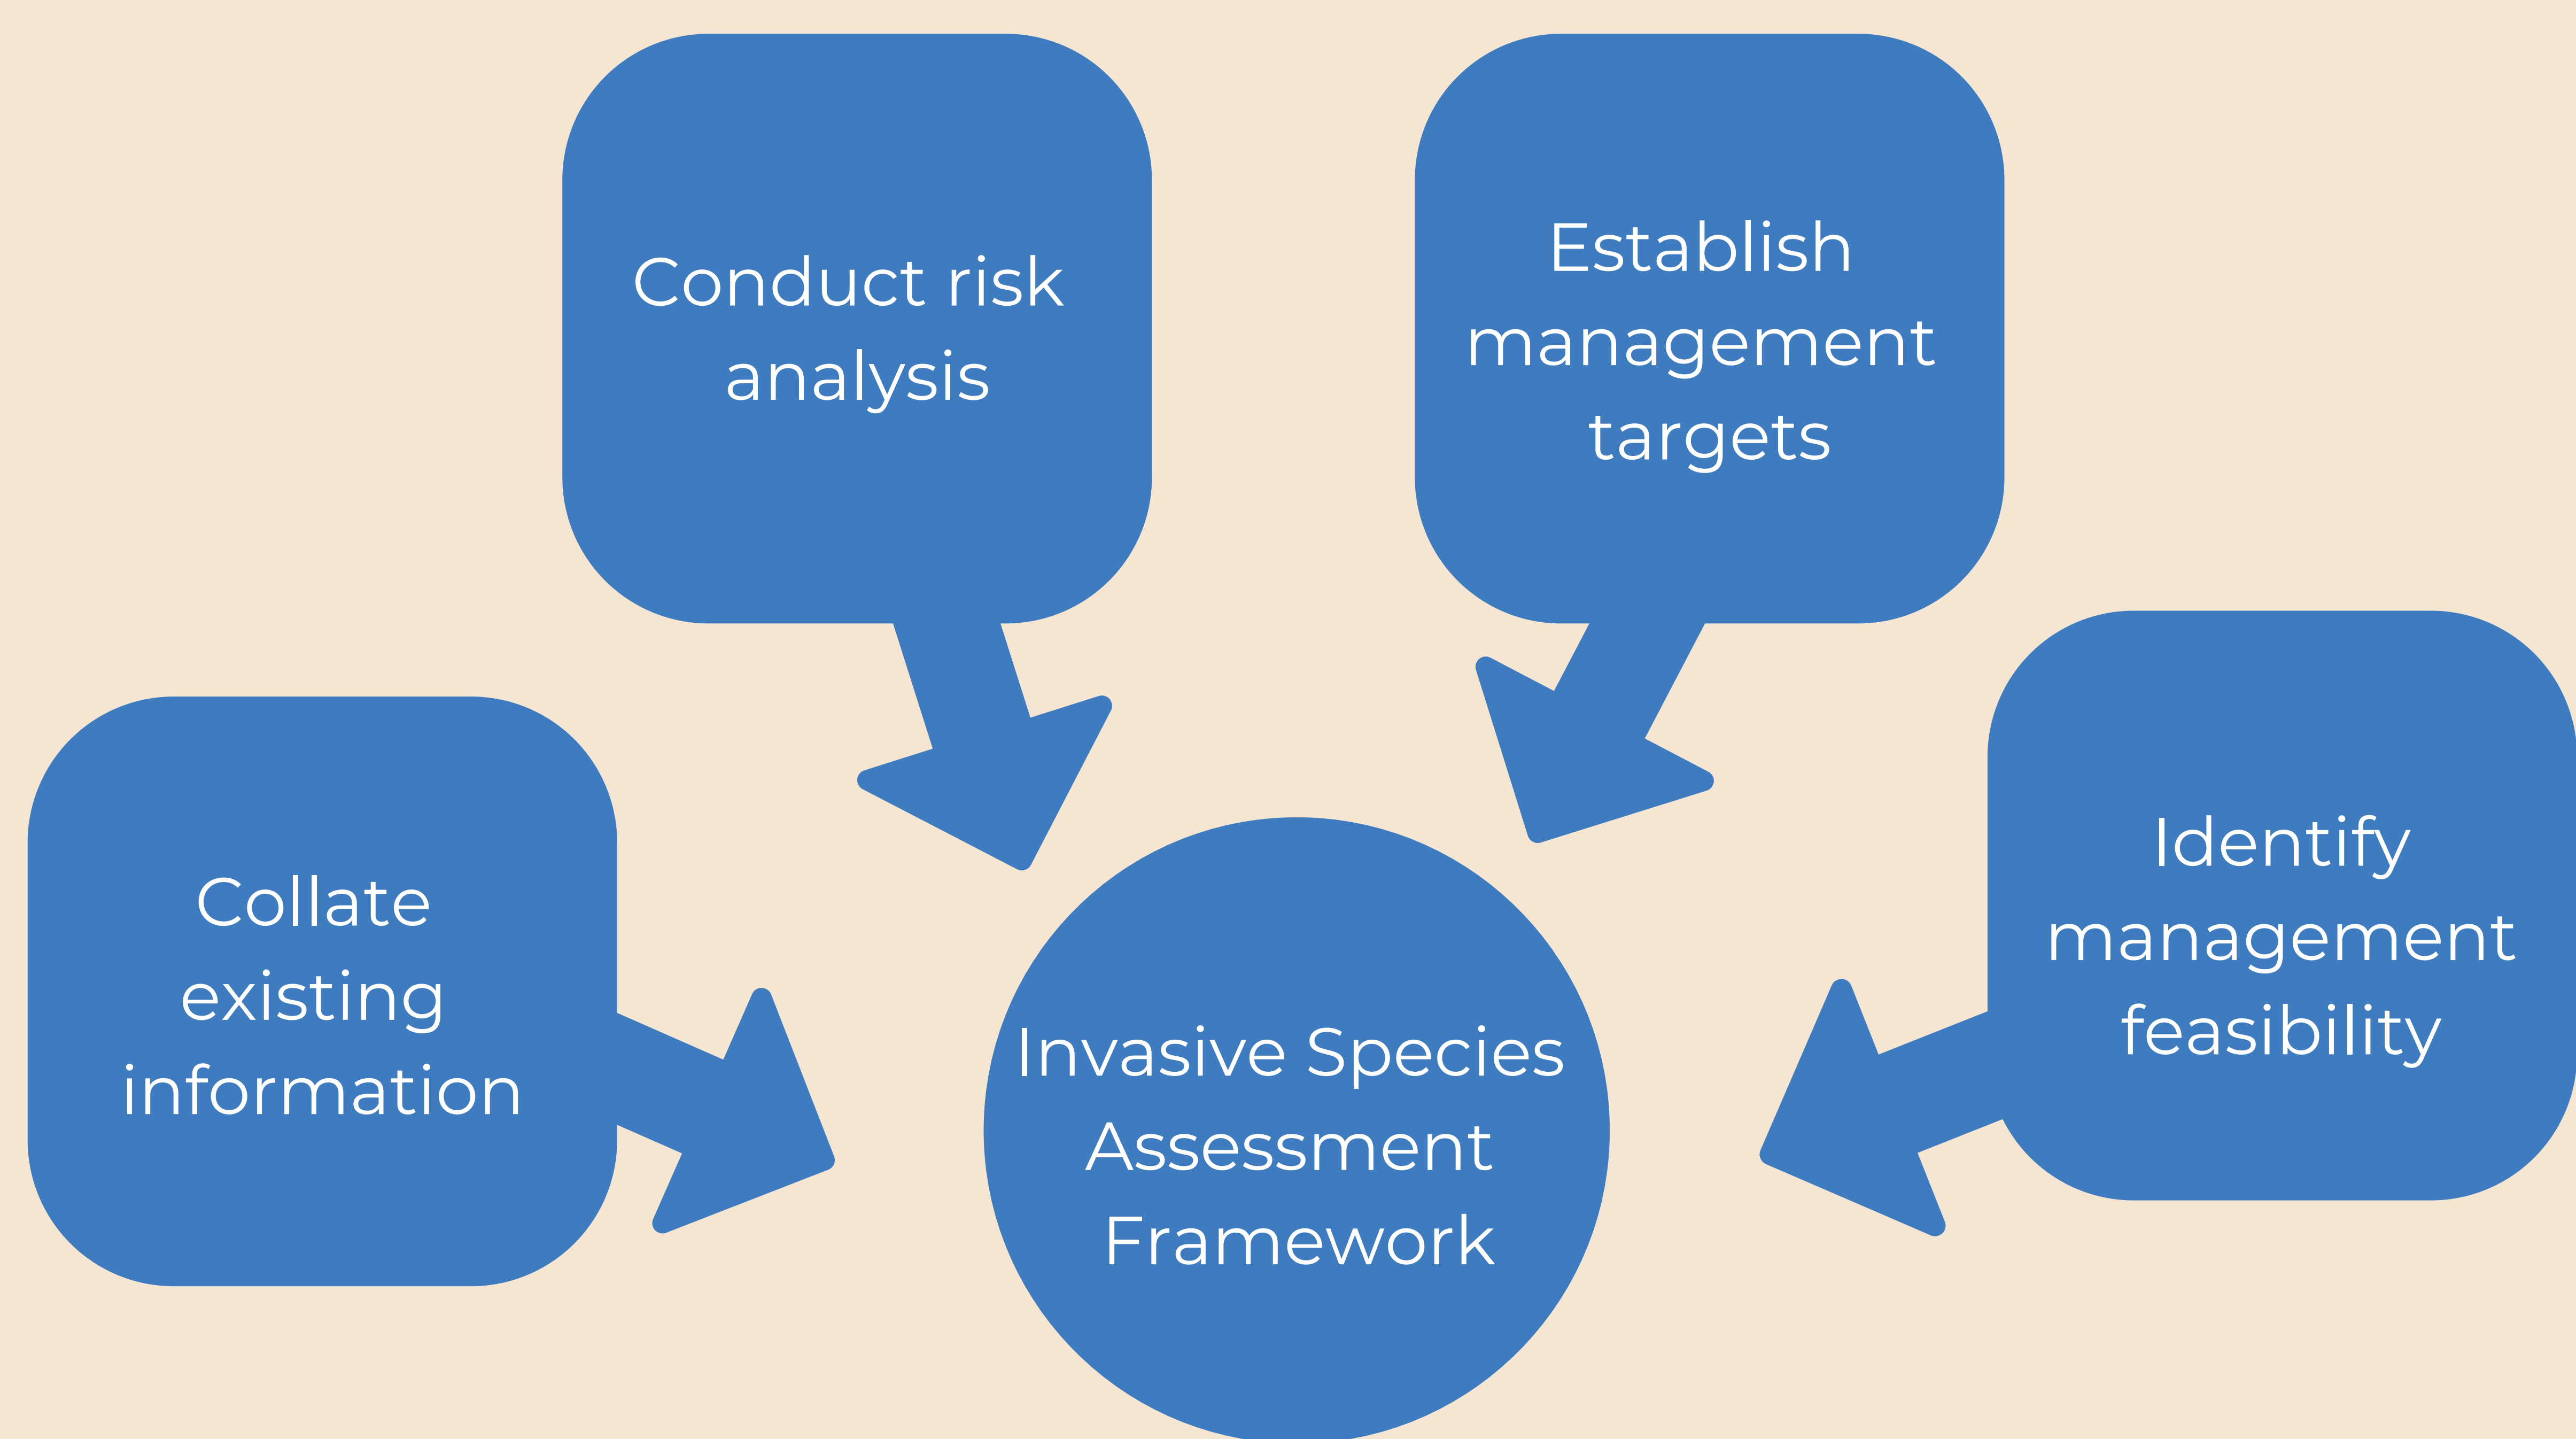 Conduct risk
analysis
Establish
management
targets
Collate
existing
information
Identify
management
feasibility
Invasive Species
Assessment
Framework